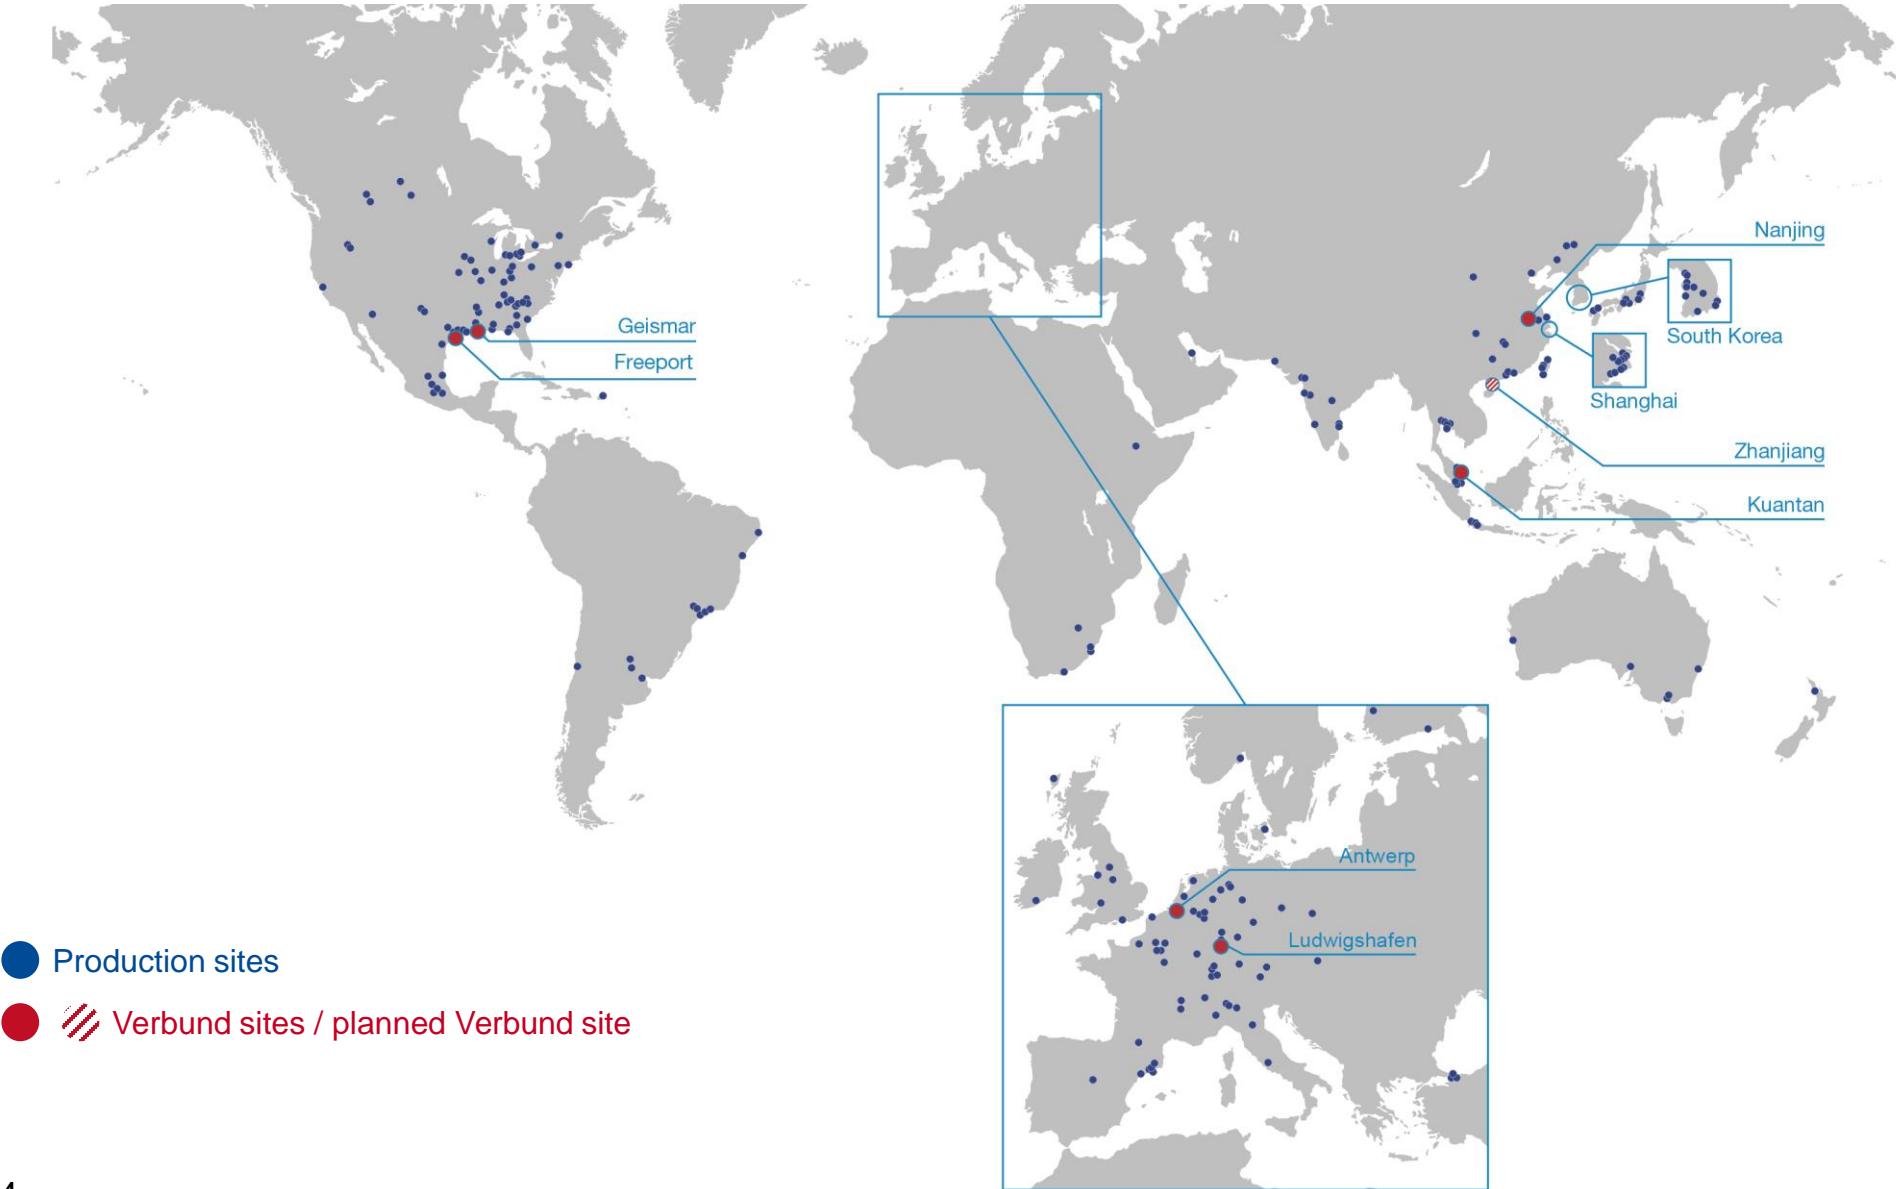 Nanjing
South Korea
Geismar
Freeport
Shanghai
Zhanjiang
Kuantan
Antwerp
Ludwigshafen
Production sites
Verbund sites / planned Verbund site